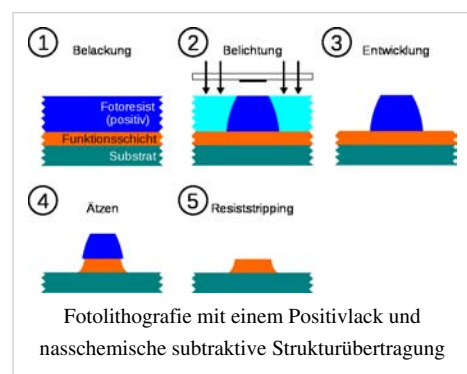 1 Belackung
2 Belichtung
3 Entwicklung
Fotoresist
(positiv)
Funktionsschicht
Substrat
4 Ätzen
5 Resiststripping
Fotolithografie mit einem Positivlack und
nasschemische subtraktive Strukturübertragung